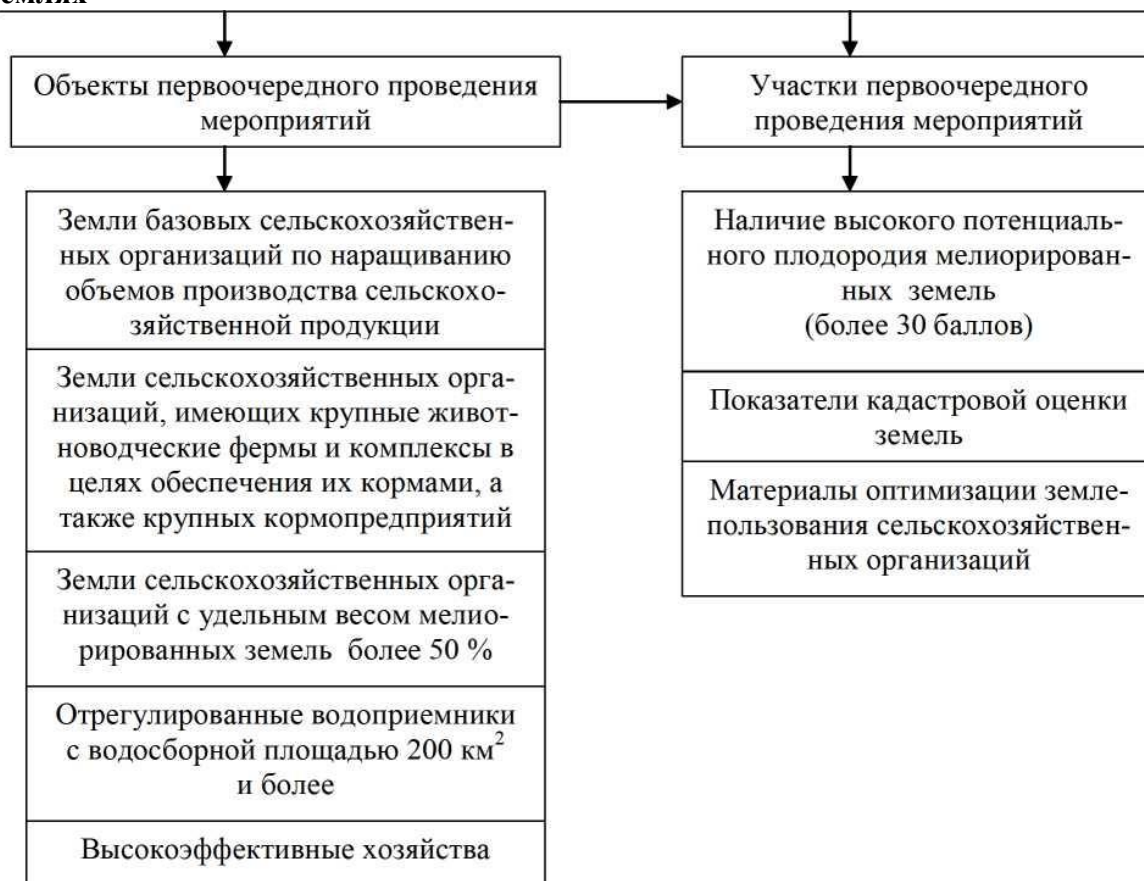 Объекты первоочередного проведения
мероприятий
Участки первоочередного
проведения мероприятий
Земли базовых сельскохозяйствен-
ных организаций по наращиванию
объемов производства сельскохо-
зяйственной продукции
Земли сельскохозяйственных орга-
низаций, имеющих крупные живот-
новодческие фермы и комплексы в
целях обеспечения их кормами, а
также крупных кормопредприятий
Земли сельскохозяйственных орга-
низаций с удельным весом мелио-
рированных земель более 50 %
Отрегулированные водоприемники
с водосборной площадью 200 км²
и более
Высокоэффективные хозяйства
Наличие высокого потенциаль-
ного плодородия мелиорирован-
ных земель
(более 30 баллов)
Показатели кадастровой оценки
земель
Материалы оптимизации земле-
пользования сельскохозяйствен-
ных организаций